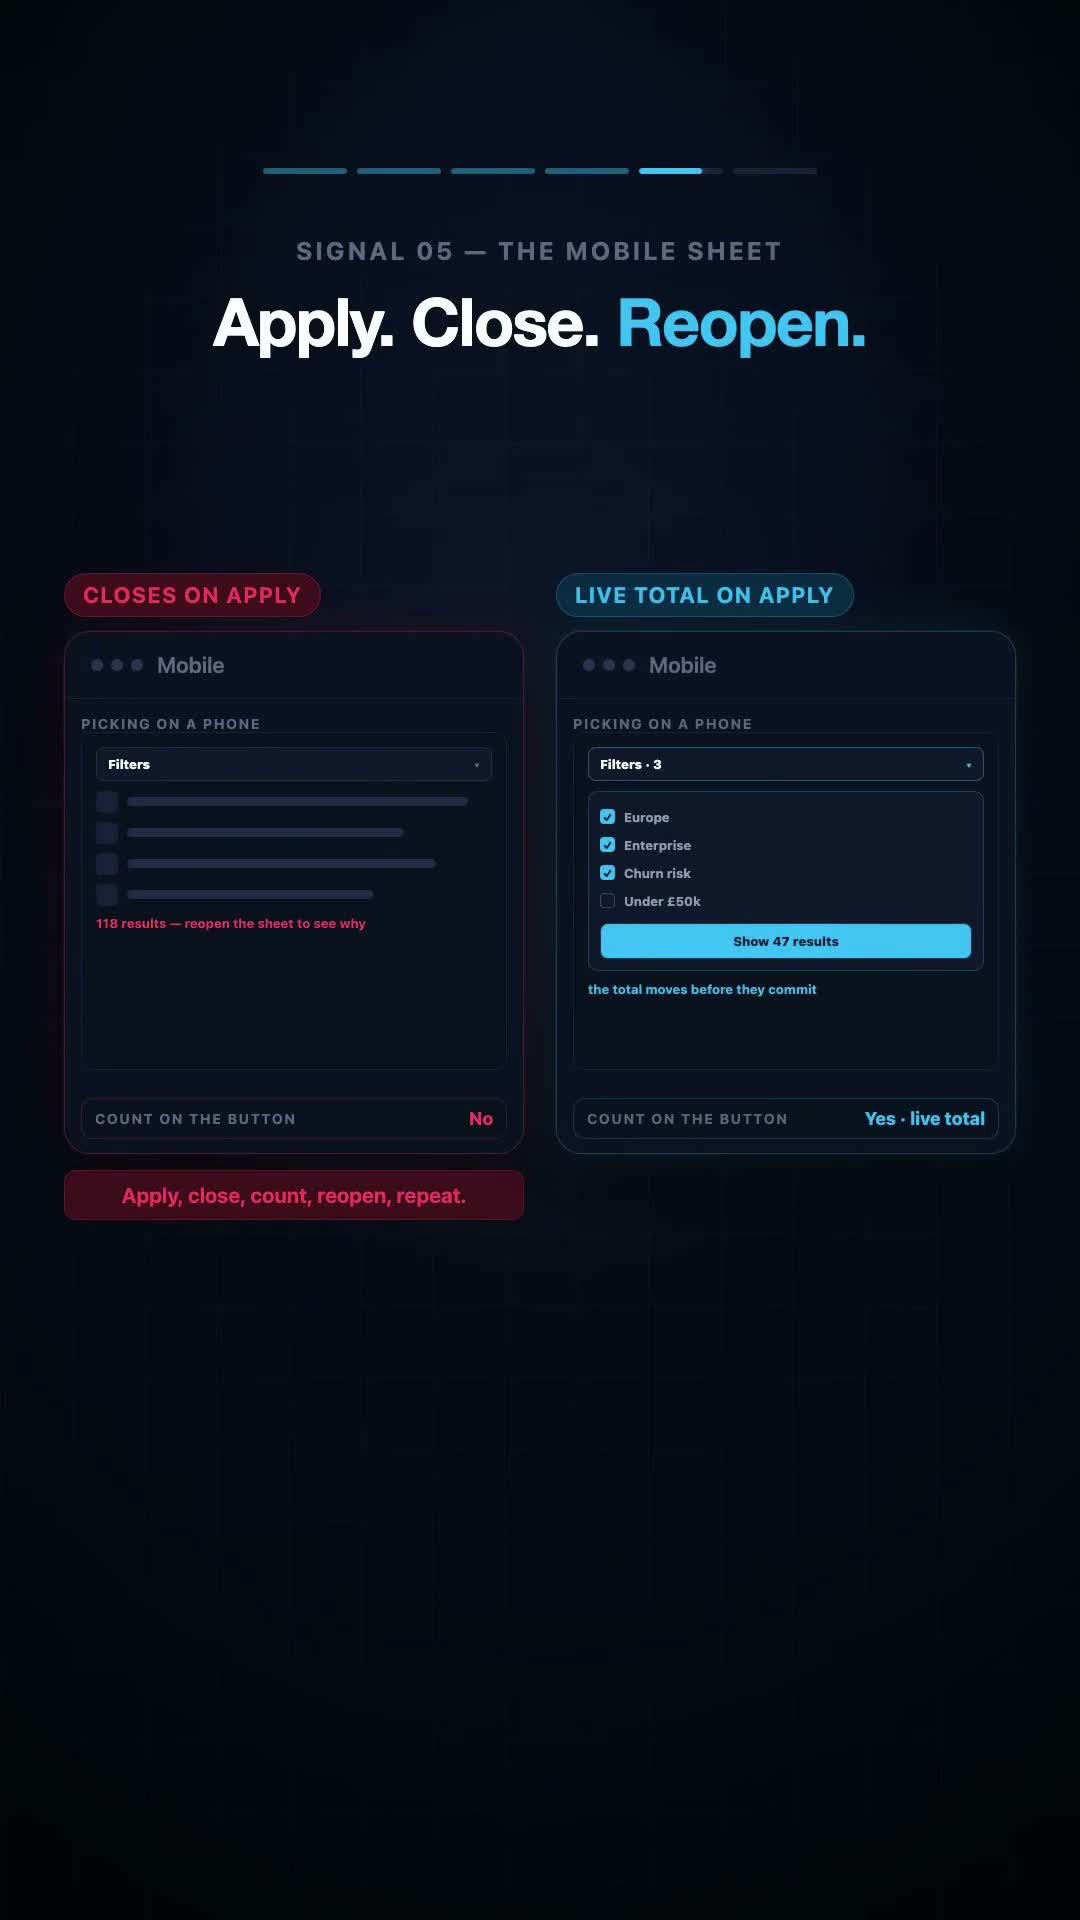 SIGNAL 05 — THE MOBILE SHEET
Apply. Close. Reopen.
CLOSES ON APPLY
Mobile
PICKING ON A PHONE
Filters
118 results — reopen the sheet to see why
COUNT ON THE BUTTON
No
Apply, close, count, reopen, repeat.
LIVE TOTAL ON APPLY
Mobile
PICKING ON A PHONE
Filters · 3
Europe
Enterprise
Churn risk
Under £50k
Show 47 results
the total moves before they commit
COUNT ON THE BUTTON
Yes · live total